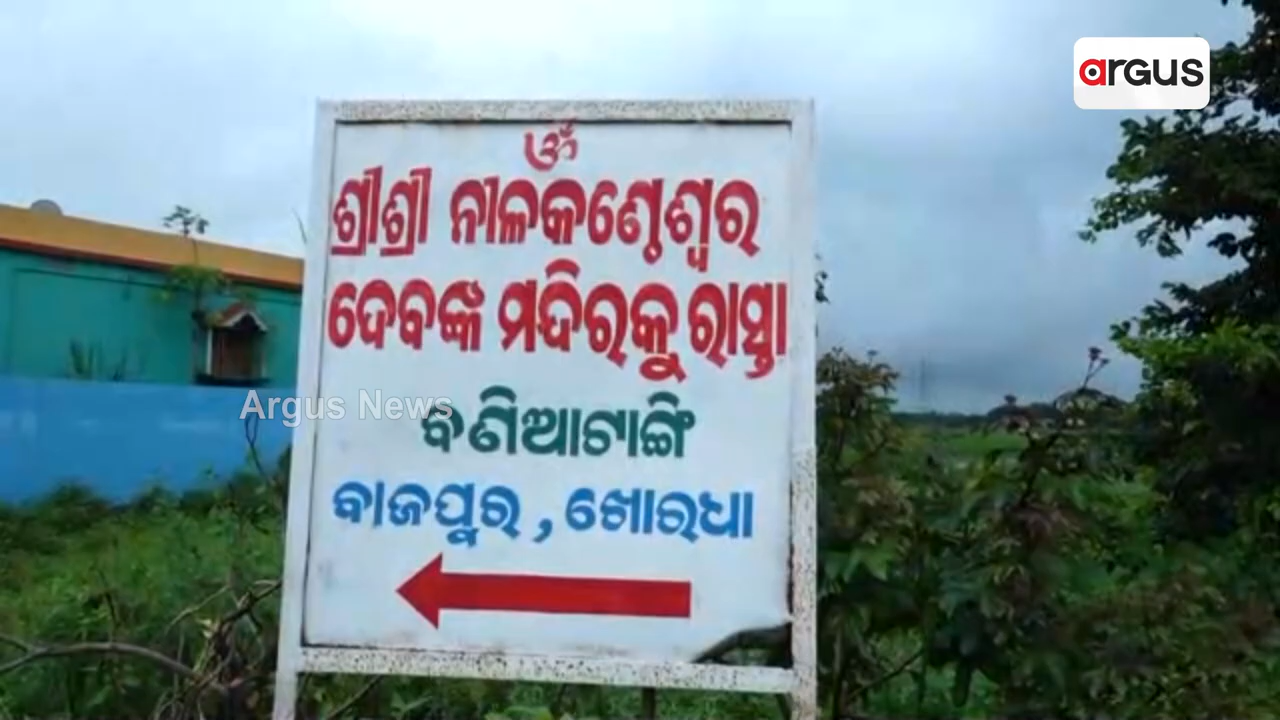 argus
ଓଁ
ଶ୍ରୀଶ୍ରୀ ନୀଳକଣ୍ଠେଶ୍ୱର
ଦେବଙ୍କ ମନ୍ଦିରକୁ ରାସ୍ତା
Argus News
ବଣିଆଟାଙ୍ଗି
ବାଜପୁର , ଖୋରଧା